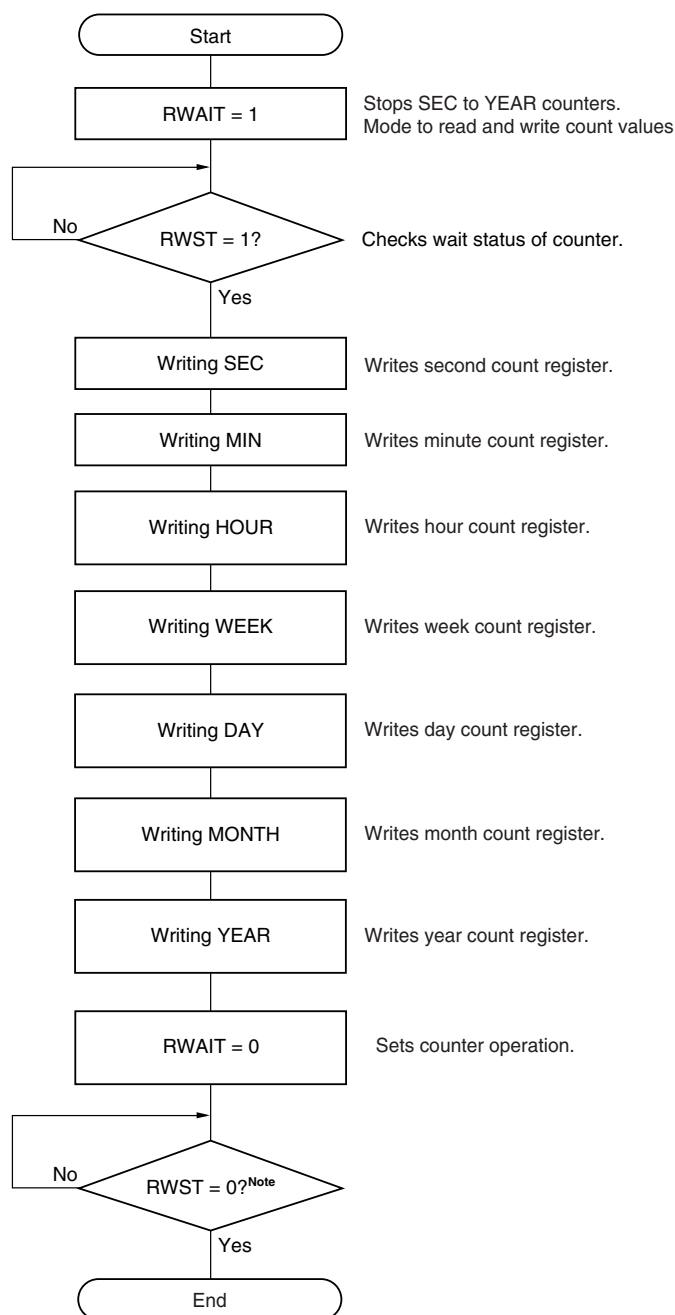 Start
RWAIT = 1
Stops SEC to YEAR counters.
Mode to read and write count values
No
RWST = 1?
Checks wait status of counter.
Yes
Writing SEC
Writes second count register.
Writing MIN
Writes minute count register.
Writing HOUR
Writes hour count register.
Writing WEEK
Writes week count register.
Writing DAY
Writes day count register.
Writing MONTH
Writes month count register.
Writing YEAR
Writes year count register.
RWAIT = 0
Sets counter operation.
No
RWST = 0?Note
Yes
End